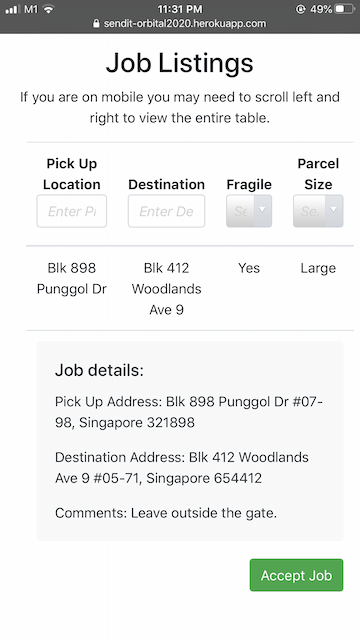 M1 11:31 PM 49%
sendit-orbital2020.herokuapp.com
Job Listings
If you are on mobile you may need to scroll left and
right to view the entire table.
Pick Up Location Destination Fragile Parcel Size
Enter Pi Enter De Se Se.
Blk 898 Punggol Dr Blk 412 Woodlands Ave 9 Yes Large
Job details:
Pick Up Address: Blk 898 Punggol Dr #07-
98, Singapore 321898
Destination Address: Blk 412 Woodlands
Ave 9 #05-71, Singapore 654412
Comments: Leave outside the gate.
Accept Job